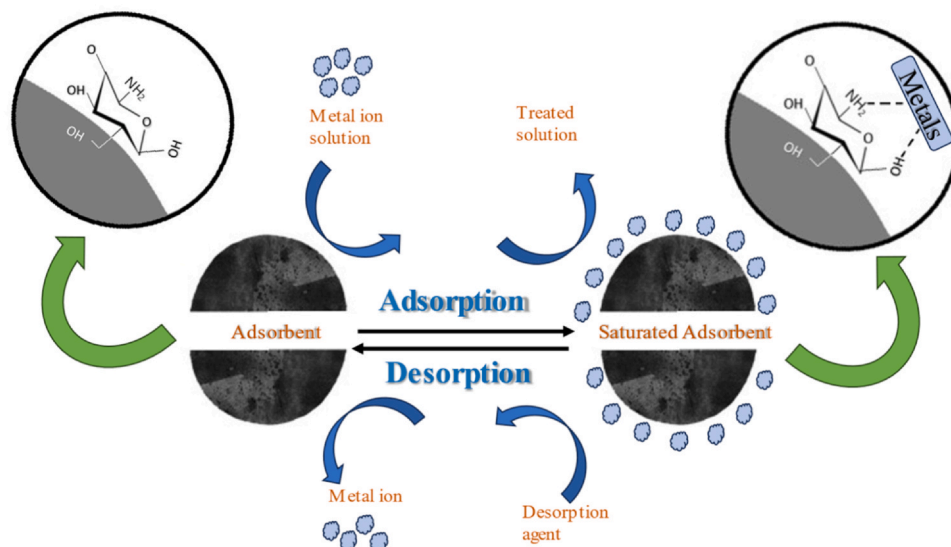 O
NH2
OH
O
OH
OH
Metal ion
solution
Treated
solution
O
NH2
Metals
OH
O
OH
OH
Adsorption
Adsorbent
Saturated Adsorbent
Desorption
Metal ion
Desorption
agent